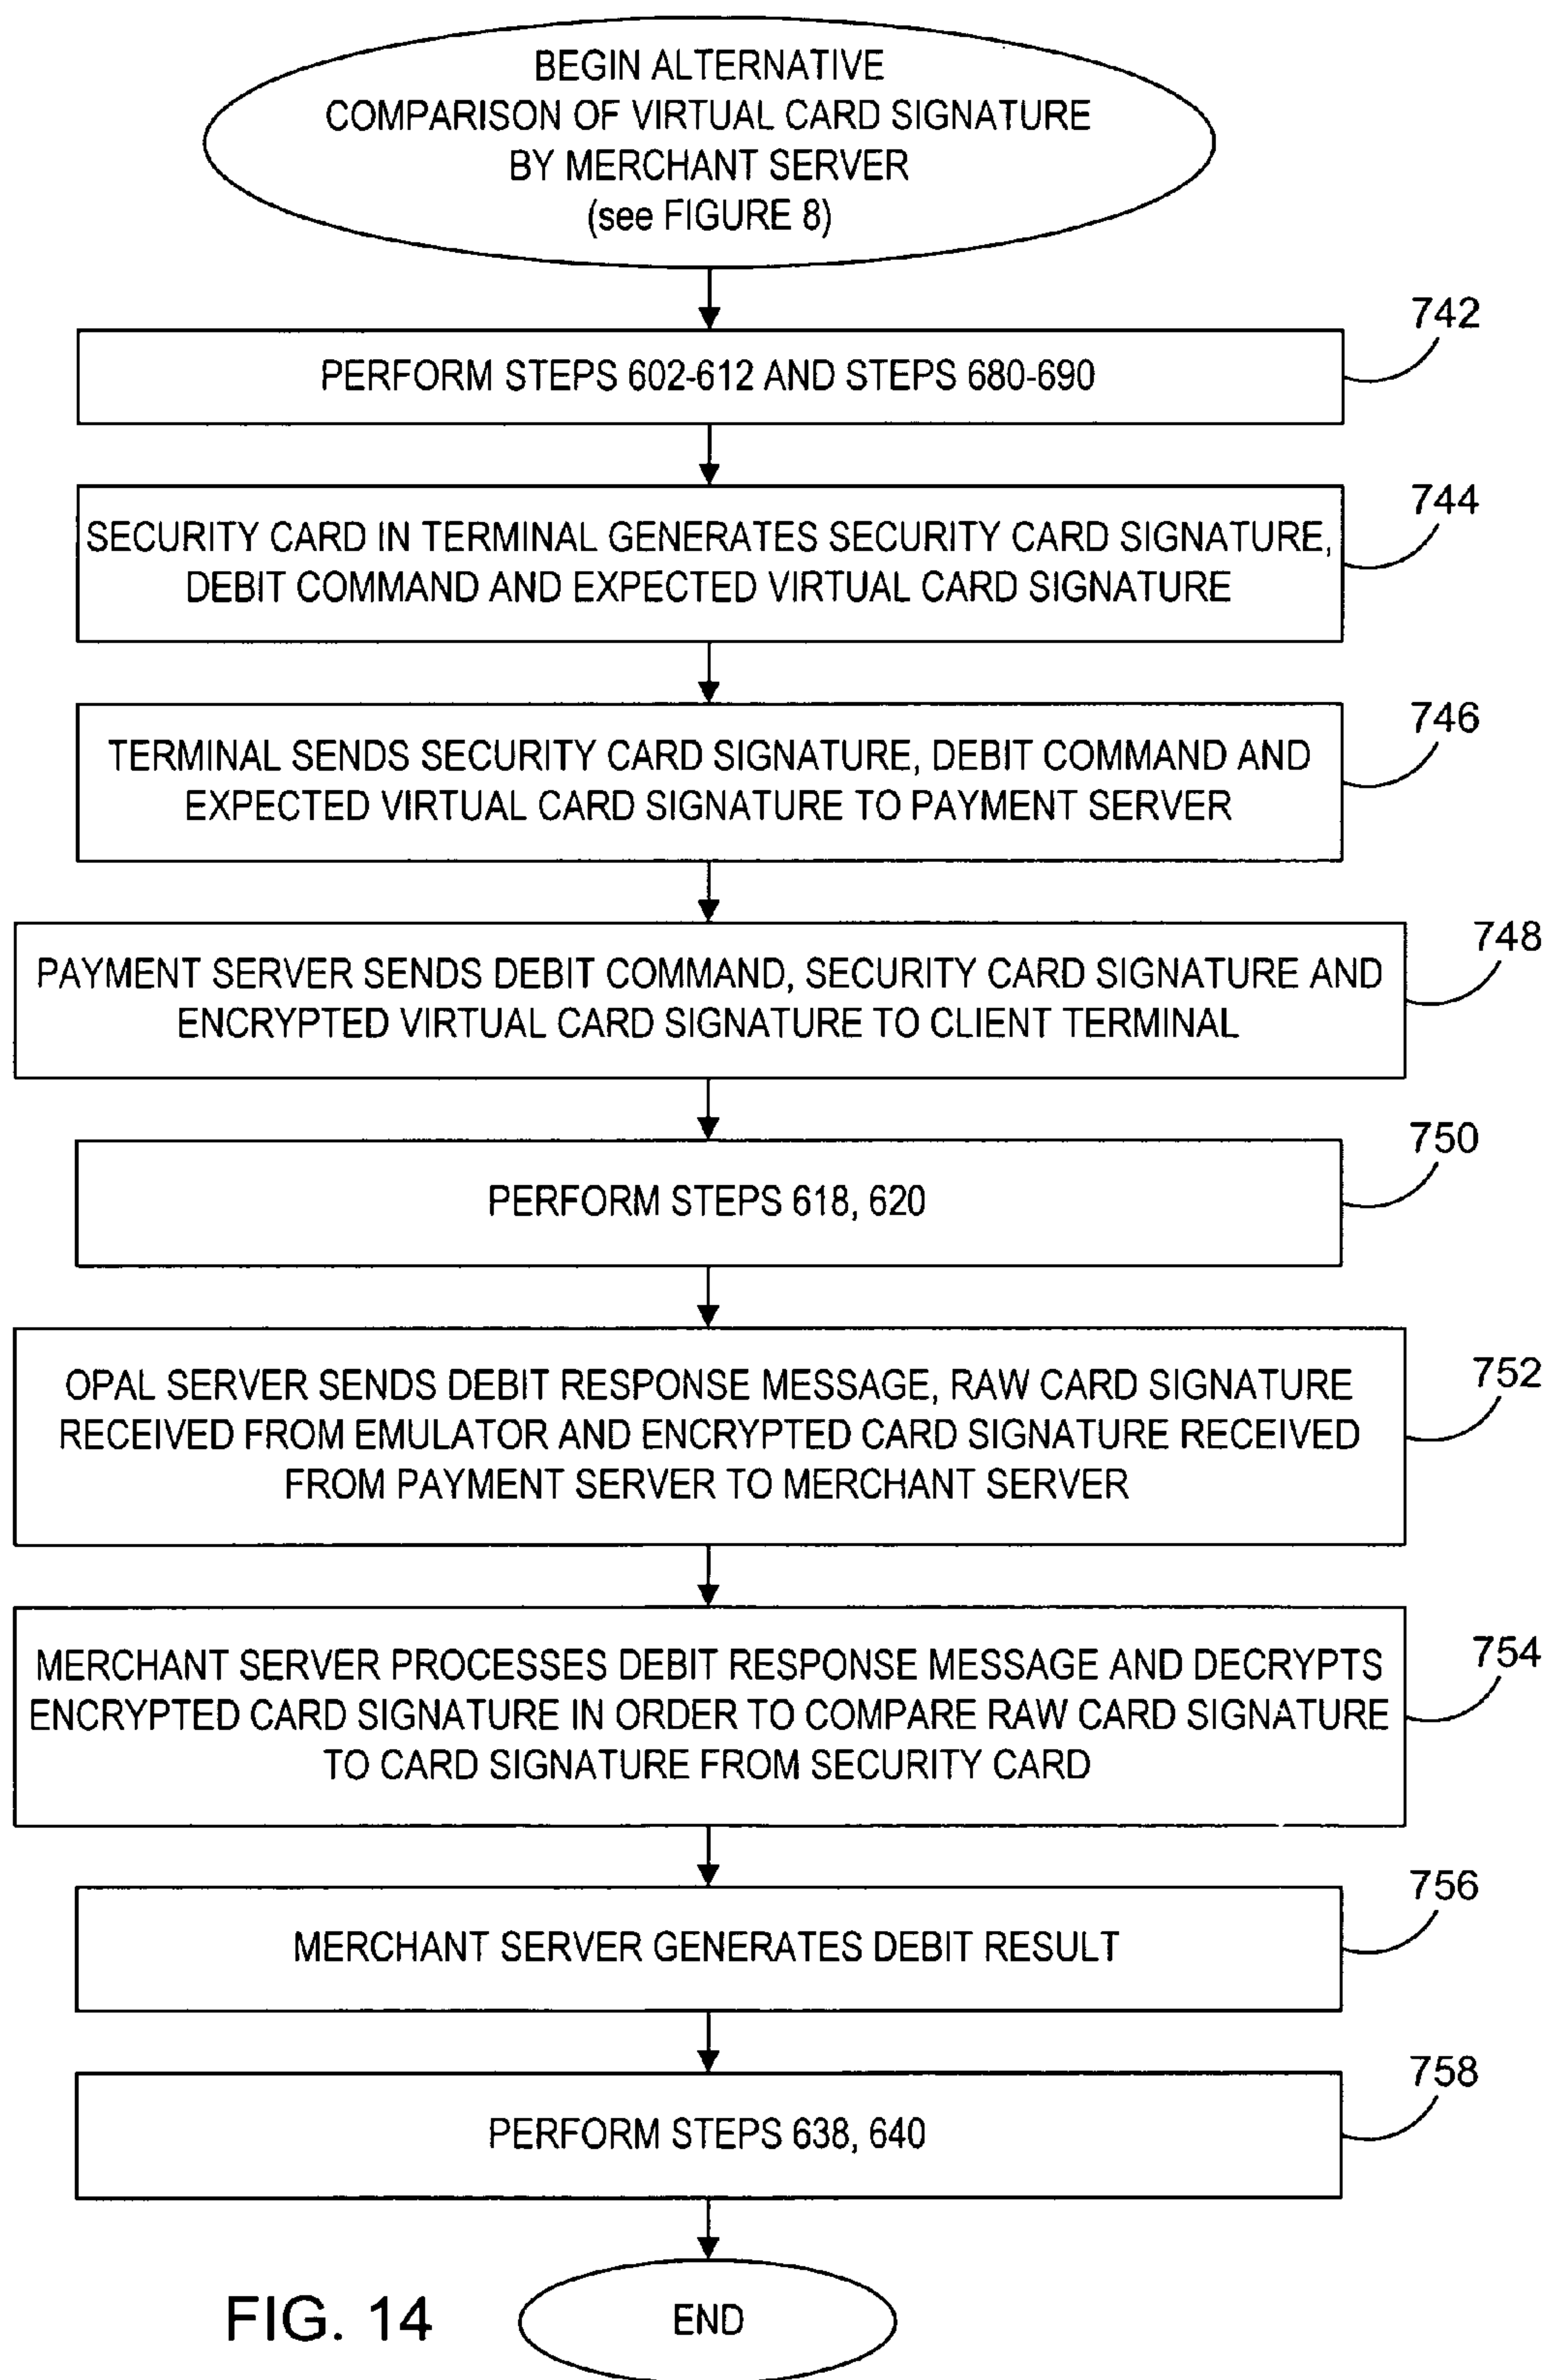 BEGIN ALTERNATIVE
COMPARISON OF VIRTUAL CARD SIGNATURE
BY MERCHANT SERVER
(see FIGURE 8)
742
PERFORM STEPS 602-612 AND STEPS 680-690
744
SECURITY CARD IN TERMINAL GENERATES SECURITY CARD SIGNATURE,
DEBIT COMMAND AND EXPECTED VIRTUAL CARD SIGNATURE
746
TERMINAL SENDS SECURITY CARD SIGNATURE, DEBIT COMMAND AND
EXPECTED VIRTUAL CARD SIGNATURE TO PAYMENT SERVER
748
PAYMENT SERVER SENDS DEBIT COMMAND, SECURITY CARD SIGNATURE AND
ENCRYPTED VIRTUAL CARD SIGNATURE TO CLIENT TERMINAL
750
PERFORM STEPS 618, 620
752
OPAL SERVER SENDS DEBIT RESPONSE MESSAGE, RAW CARD SIGNATURE
RECEIVED FROM EMULATOR AND ENCRYPTED CARD SIGNATURE RECEIVED
FROM PAYMENT SERVER TO MERCHANT SERVER
754
MERCHANT SERVER PROCESSES DEBIT RESPONSE MESSAGE AND DECRYPTS
ENCRYPTED CARD SIGNATURE IN ORDER TO COMPARE RAW CARD SIGNATURE
TO CARD SIGNATURE FROM SECURITY CARD
756
MERCHANT SERVER GENERATES DEBIT RESULT
758
PERFORM STEPS 638, 640
FIG. 14
END